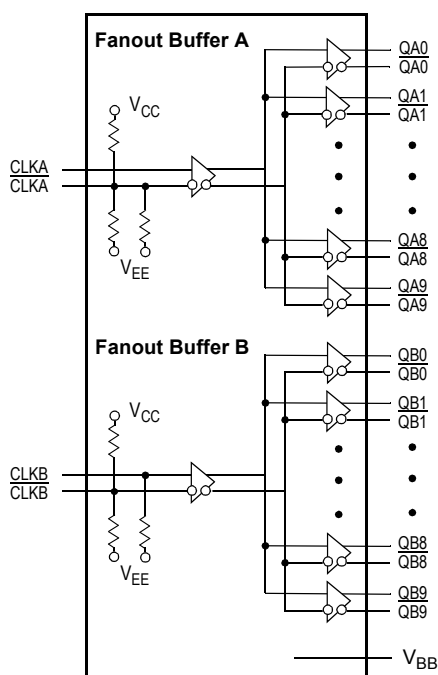 Fanout Buffer A
QA0
QA0
VCC
QA1
QA1
CLKA
CLKA
VEE
QA8
QA8
QA9
QA9
Fanout Buffer B
QB0
QB0
VCC
QB1
QB1
CLKB
CLKB
VEE
QB8
QB8
QB9
QB9
VBB